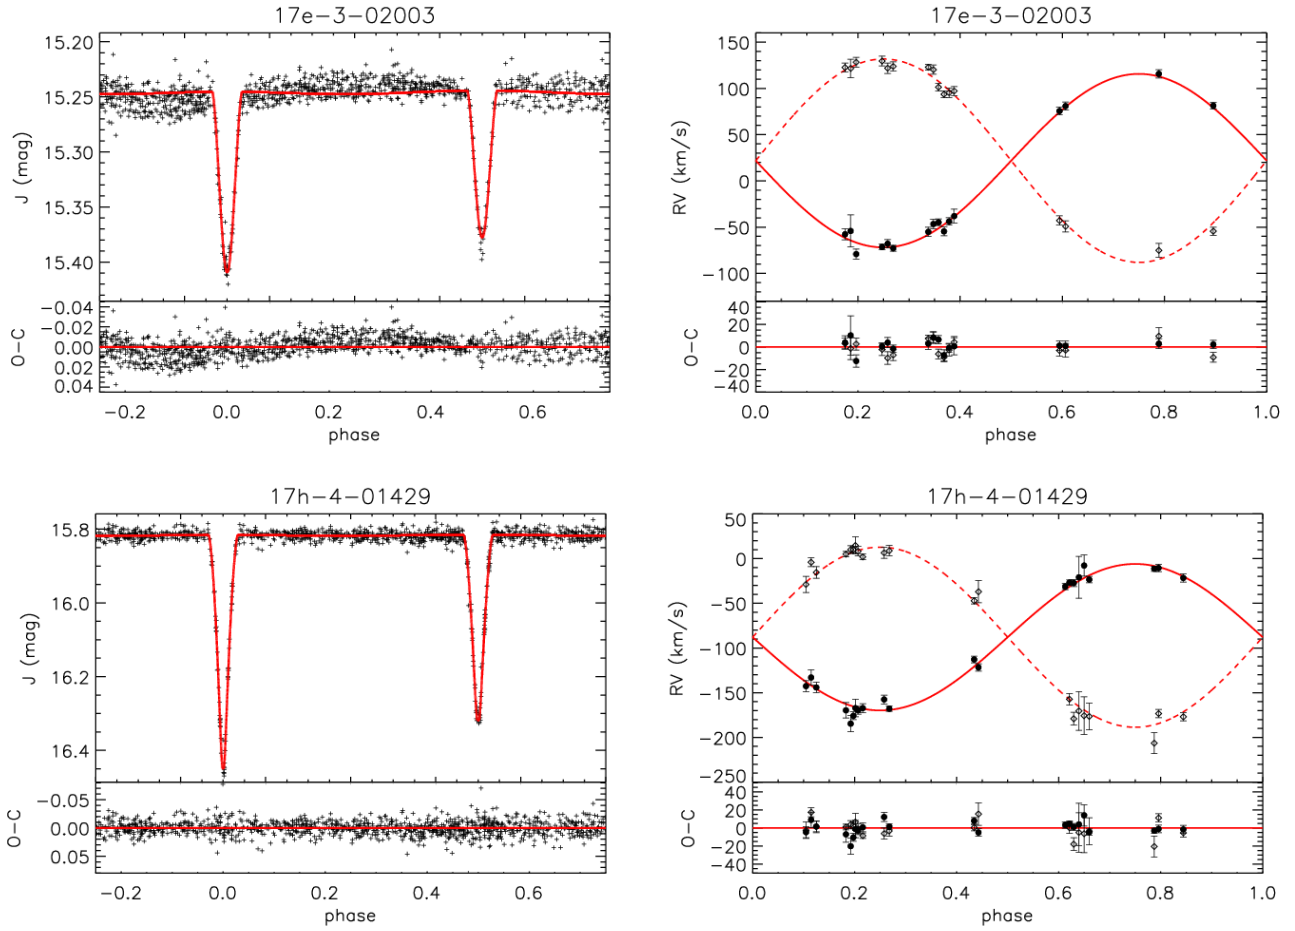 17e-3-02003
15.20
15.25
15.30
15.35
15.40
J (mag)
-0.04
-0.02
0.00
0.02
0.04
O-C
-0.2 0.0 0.2 0.4 0.6
phase
17e-3-02003
150
100
50
0
-50
-100
RV (km/s)
40
20
0
-20
-40
O-C
0.0 0.2 0.4 0.6 0.8 1.0
phase
17h-4-01429
15.8
16.0
16.2
16.4
J (mag)
-0.05
0.00
0.05
O-C
-0.2 0.0 0.2 0.4 0.6
phase
17h-4-01429
50
0
-50
-100
-150
-200
-250
RV (km/s)
40
20
0
-20
-40
O-C
0.0 0.2 0.4 0.6 0.8 1.0
phase